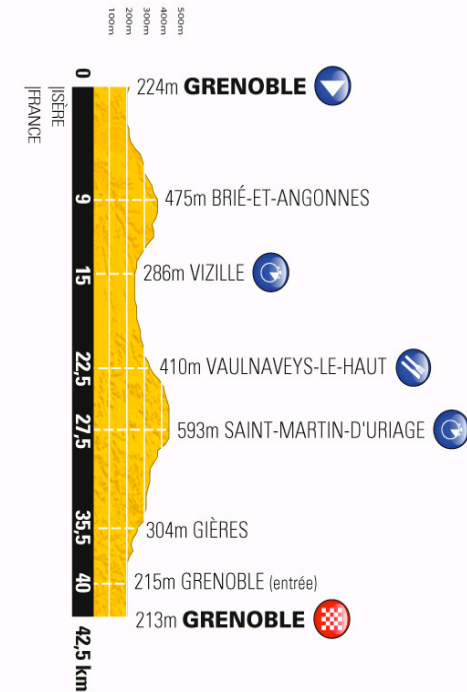 100m
200m
300m
400m
500m
0
224m GRENOBLE
|ISÈRE
|FRANCE
9
475m BRIÉ-ET-ANGONNES
15
286m VIZILLE
22,5
410m VAULNAVEYS-LE-HAUT
27,5
593m SAINT-MARTIN-D'URIAGE
35,5
304m GIÈRES
40
215m GRENOBLE (entrée)
213m GRENOBLE
42,5 km